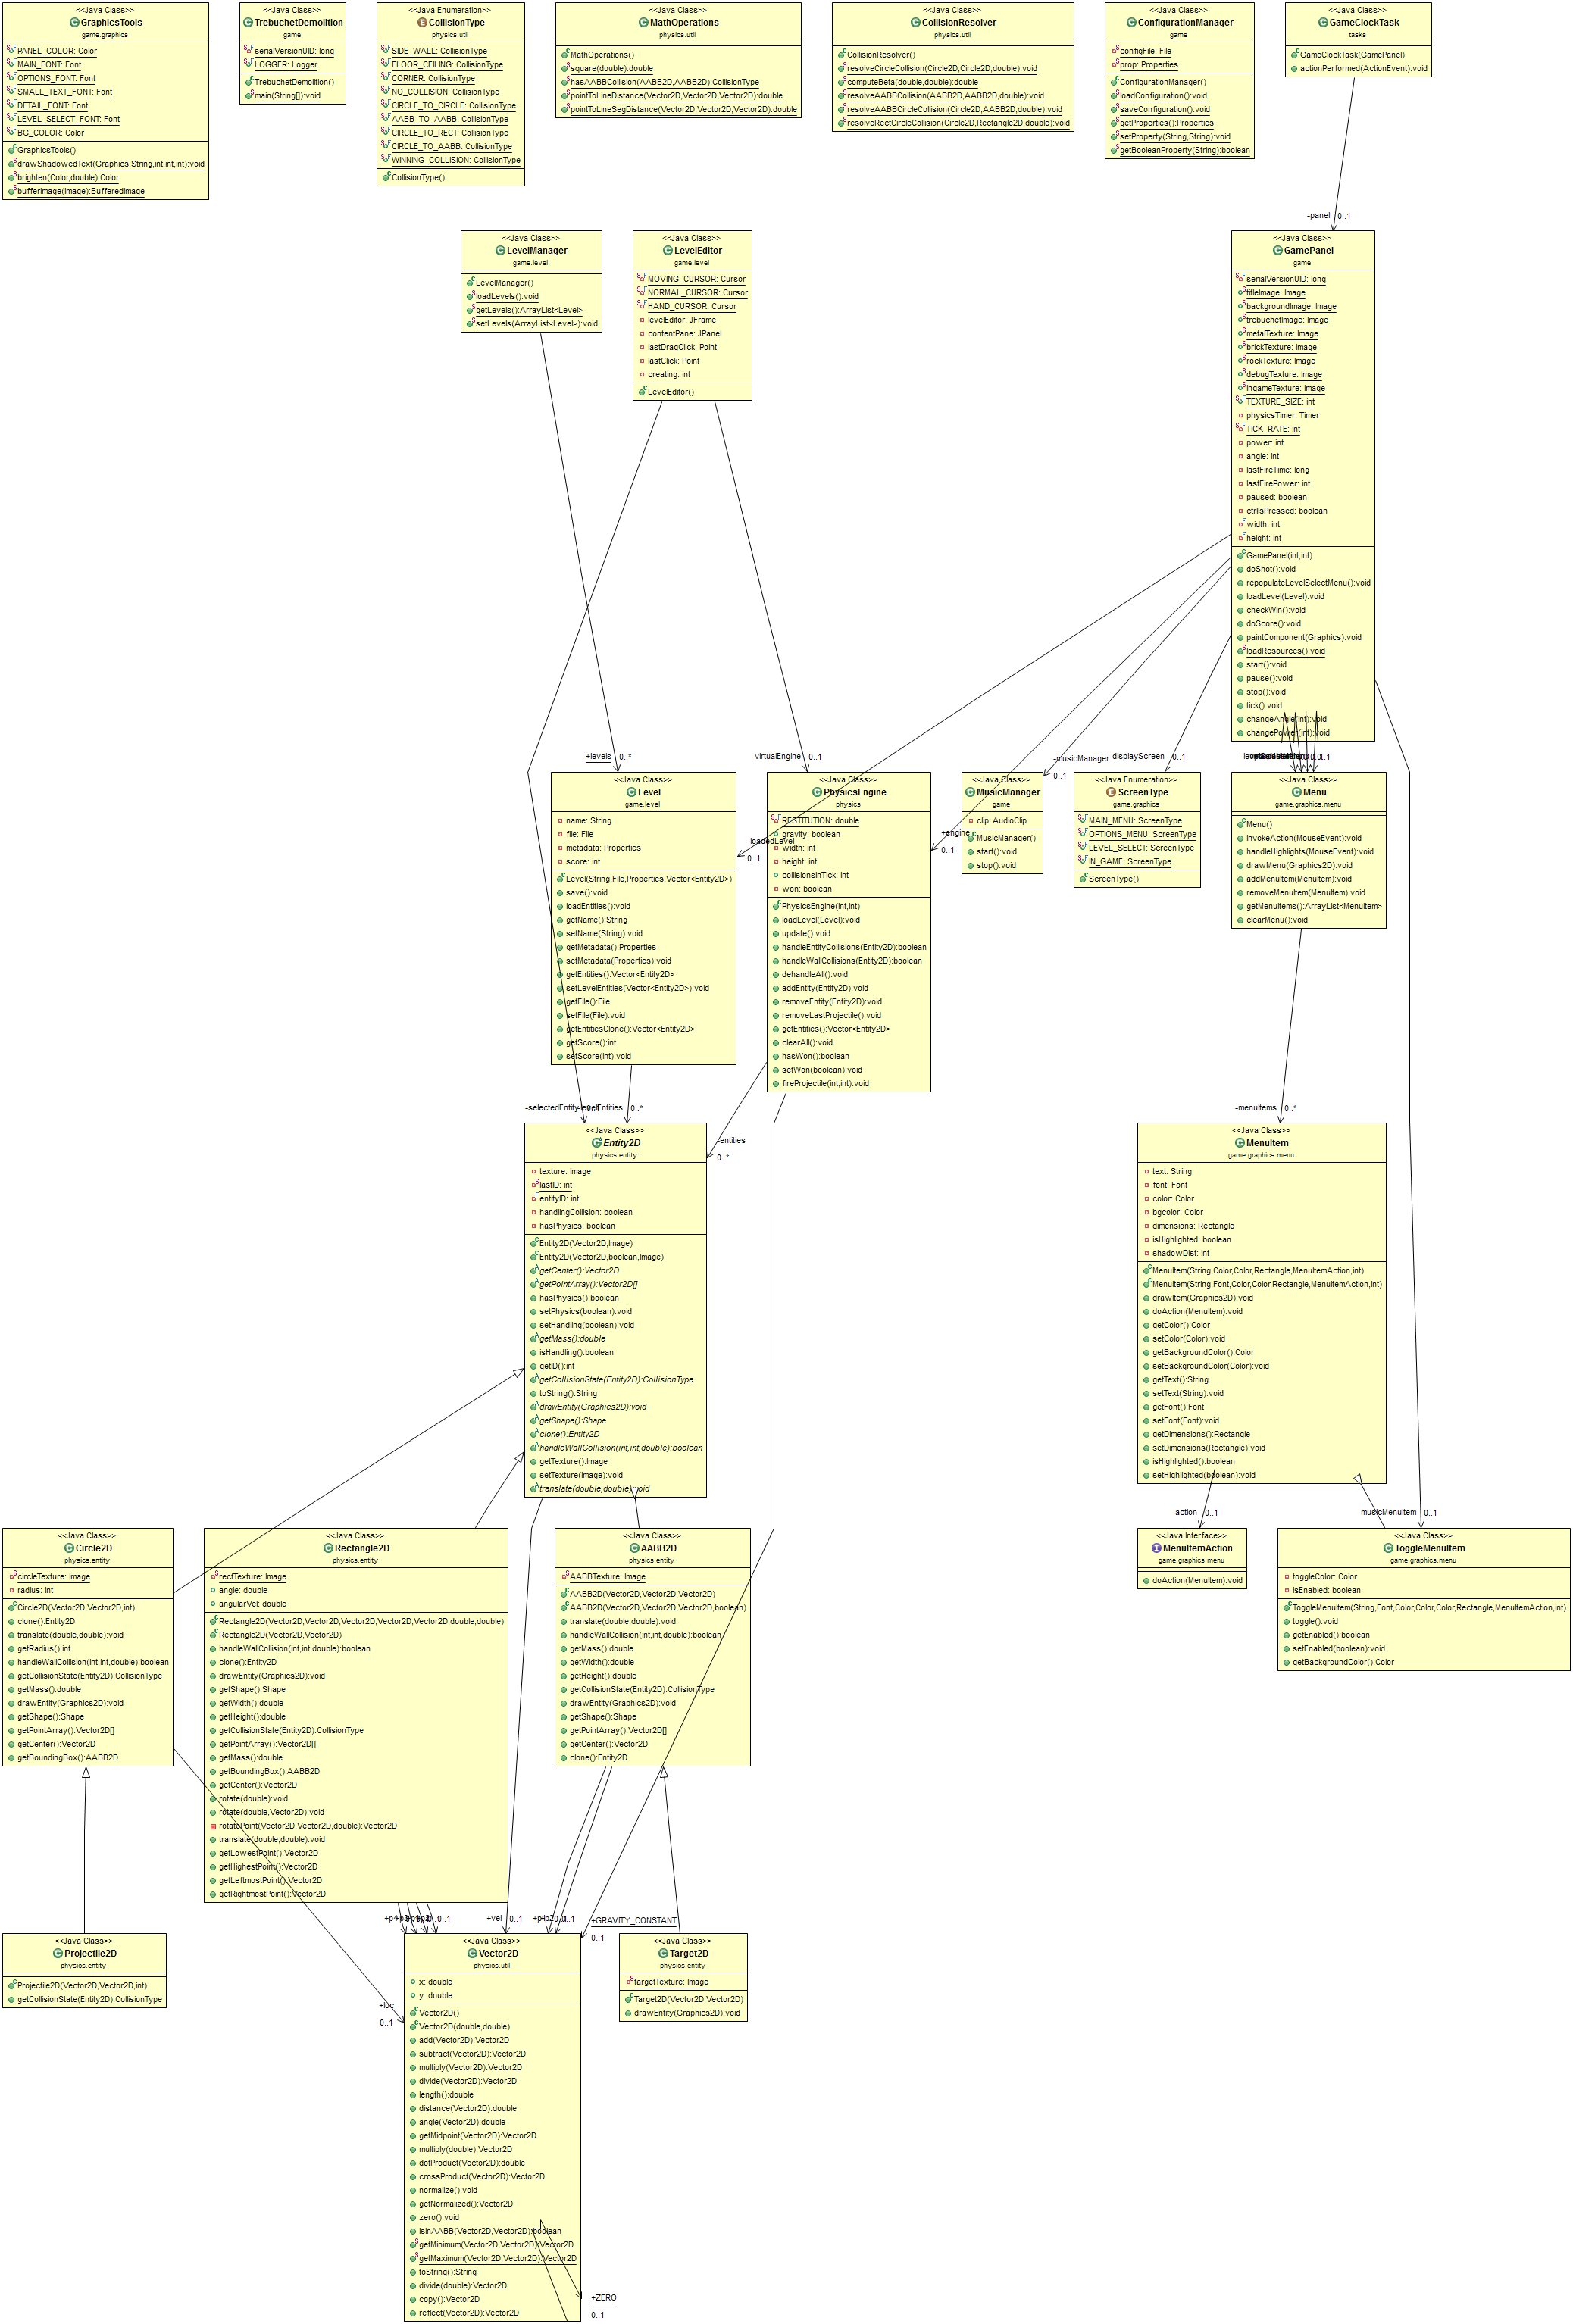 <<Java Class>>
GraphicsTools
game.graphics
PANEL_COLOR: Color
MAIN_FONT: Font
OPTIONS_FONT: Font
SMALL_TEXT_FONT: Font
DETAIL_FONT: Font
LEVEL_SELECT_FONT: Font
BG_COLOR: Color
GraphicsTools()
drawShadowedText(Graphics,String,int,int,int):void
brighten(Color,double):Color
bufferImage(Image):BufferedImage
<<Java Class>>
TrebuchetDemolition
game
serialVersionUID: long
LOGGER: Logger
TrebuchetDemolition()
main(String[]):void
<<Java Enumeration>>
CollisionType
physics.util
SIDE_WALL: CollisionType
FLOOR_CEILING: CollisionType
CORNER: CollisionType
NO_COLLISION: CollisionType
CIRCLE_TO_CIRCLE: CollisionType
AABB_TO_AABB: CollisionType
CIRCLE_TO_RECT: CollisionType
CIRCLE_TO_AABB: CollisionType
WINNING_COLLISION: CollisionType
CollisionType()
<<Java Class>>
MathOperations
physics.util
MathOperations()
square(double):double
hasAABBCollision(AABB2D,AABB2D):CollisionType
pointToLineDistance(Vector2D,Vector2D,Vector2D):double
pointToLineSegDistance(Vector2D,Vector2D,Vector2D):double
<<Java Class>>
CollisionResolver
physics.util
CollisionResolver()
resolveCircleCollision(Circle2D,Circle2D,double):void
computeBeta(double,double):double
resolveAABBCollision(AABB2D,AABB2D,double):void
resolveAABBCircleCollision(Circle2D,AABB2D,double):void
resolveRectCircleCollision(Circle2D,Rectangle2D,double):void
<<Java Class>>
ConfigurationManager
game
configFile: File
prop: Properties
ConfigurationManager()
loadConfiguration():void
saveConfiguration():void
getProperties():Properties
setProperty(String,String):void
getBooleanProperty(String):boolean
<<Java Class>>
GameClockTask
tasks
GameClockTask(GamePanel)
actionPerformed(ActionEvent):void
-panel
0..1
<<Java Class>>
LevelManager
game.level
LevelManager()
loadLevels():void
getLevels():ArrayList<Level>
setLevels(ArrayList<Level>):void
<<Java Class>>
LevelEditor
game.level
MOVING_CURSOR: Cursor
NORMAL_CURSOR: Cursor
HAND_CURSOR: Cursor
levelEditor: JFrame
contentPane: JPanel
lastDragClick: Point
lastClick: Point
creating: int
LevelEditor()
<<Java Class>>
GamePanel
game
serialVersionUID: long
titleImage: Image
backgroundImage: Image
trebuchetImage: Image
metalTexture: Image
brickTexture: Image
rockTexture: Image
debugTexture: Image
ingameTexture: Image
TEXTURE_SIZE: int
physicsTimer: Timer
TICK_RATE: int
power: int
angle: int
lastFireTime: long
lastFirePower: int
paused: boolean
ctrlIsPressed: boolean
width: int
height: int
GamePanel(int,int)
doShot():void
repopulateLevelSelectMenu():void
loadLevel(Level):void
checkWin():void
doScore():void
paintComponent(Graphics):void
loadResources():void
start():void
pause():void
stop():void
tick():void
changeAngle(int):void
changePower(int):void
+levels
0..*
-virtualEngine
0..1
-musicManager
0..1
-displayScreen
0..1
<<Java Class>>
Level
game.level
name: String
file: File
metadata: Properties
score: int
Level(String,File,Properties,Vector<Entity2D>)
save():void
loadEntities():void
getName():String
setName(String):void
getMetadata():Properties
setMetadata(Properties):void
getEntities():Vector<Entity2D>
setLevelEntities(Vector<Entity2D>):void
getFile():File
setFile(File):void
getEntitiesClone():Vector<Entity2D>
getScore():int
setScore(int):void
-loadedLevel
0..1
<<Java Class>>
PhysicsEngine
physics
RESTITUTION: double
gravity: boolean
width: int
height: int
collisionsInTick: int
won: boolean
PhysicsEngine(int,int)
loadLevel(Level):void
update():void
handleEntityCollisions(Entity2D):boolean
handleWallCollisions(Entity2D):boolean
dehandleAll():void
addEntity(Entity2D):void
removeEntity(Entity2D):void
removeLastProjectile():void
getEntities():Vector<Entity2D>
clearAll():void
hasWon():boolean
setWon(boolean):void
fireProjectile(int,int):void
+engine
0..1
<<Java Class>>
MusicManager
game
clip: AudioClip
MusicManager()
start():void
stop():void
<<Java Enumeration>>
ScreenType
game.graphics
MAIN_MENU: ScreenType
OPTIONS_MENU: ScreenType
LEVEL_SELECT: ScreenType
IN_GAME: ScreenType
ScreenType()
<<Java Class>>
Menu
game.graphics.menu
Menu()
invokeAction(MouseEvent):void
handleHighlights(MouseEvent):void
drawMenu(Graphics2D):void
addMenuItem(MenuItem):void
removeMenuItem(MenuItem):void
getMenuItems():ArrayList<MenuItem>
clearMenu():void
-selectedEntity
0..*
-entities
0..*
-menuItems
0..*
<<Java Class>>
Entity2D
physics.entity
texture: Image
lastID: int
entityID: int
handlingCollision: boolean
hasPhysics: boolean
Entity2D(Vector2D,Image)
Entity2D(Vector2D,boolean,Image)
getCenter():Vector2D
getPointArray():Vector2D[]
hasPhysics():boolean
setPhysics(boolean):void
setHandling(boolean):void
getMass():double
isHandling():boolean
getID():int
getCollisionState(Entity2D):CollisionType
toString():String
drawEntity(Graphics2D):void
getShape():Shape
clone():Entity2D
handleWallCollision(int,int,double):boolean
getTexture():Image
setTexture(Image):void
translate(double,double):void
<<Java Class>>
MenuItem
game.graphics.menu
text: String
font: Font
color: Color
bgcolor: Color
dimensions: Rectangle
isHighlighted: boolean
shadowDist: int
MenuItem(String,Color,Color,Rectangle,MenuItemAction,int)
MenuItem(String,Font,Color,Color,Rectangle,MenuItemAction,int)
drawItem(Graphics2D):void
doAction(MenuItem):void
getColor():Color
setColor(Color):void
getBackgroundColor():Color
setBackgroundColor(Color):void
getText():String
setText(String):void
getFont():Font
setFont(Font):void
getDimensions():Rectangle
setDimensions(Rectangle):void
isHighlighted():boolean
setHighlighted(boolean):void
-action
0..1
-musicMenuItem
0..1
<<Java Class>>
Circle2D
physics.entity
circleTexture: Image
radius: int
Circle2D(Vector2D,Vector2D,int)
clone():Entity2D
translate(double,double):void
getRadius():int
handleWallCollision(int,int,double):boolean
getCollisionState(Entity2D):CollisionType
getMass():double
drawEntity(Graphics2D):void
getShape():Shape
getPointArray():Vector2D[]
getCenter():Vector2D
getBoundingBox():AABB2D
<<Java Class>>
Rectangle2D
physics.entity
rectTexture: Image
angle: double
angularVel: double
Rectangle2D(Vector2D,Vector2D,Vector2D,Vector2D,Vector2D,double,double)
Rectangle2D(Vector2D,Vector2D)
handleWallCollision(int,int,double):boolean
clone():Entity2D
drawEntity(Graphics2D):void
getShape():Shape
getWidth():double
getHeight():double
getCollisionState(Entity2D):CollisionType
getPointArray():Vector2D[]
getMass():double
getBoundingBox():AABB2D
getCenter():Vector2D
rotate(double):void
rotate(double,Vector2D):void
rotatePoint(Vector2D,Vector2D,double):Vector2D
translate(double,double):void
getLowestPoint():Vector2D
getHighestPoint():Vector2D
getLeftmostPoint():Vector2D
getRightmostPoint():Vector2D
<<Java Class>>
AABB2D
physics.entity
AABBTexture: Image
AABB2D(Vector2D,Vector2D,Vector2D)
AABB2D(Vector2D,Vector2D,Vector2D,boolean)
translate(double,double):void
handleWallCollision(int,int,double):boolean
getMass():double
getWidth():double
getHeight():double
getCollisionState(Entity2D):CollisionType
drawEntity(Graphics2D):void
getShape():Shape
getPointArray():Vector2D[]
getCenter():Vector2D
clone():Entity2D
<<Java Interface>>
MenuItemAction
game.graphics.menu
doAction(MenuItem):void
<<Java Class>>
ToggleMenuItem
game.graphics.menu
toggleColor: Color
isEnabled: boolean
ToggleMenuItem(String,Font,Color,Color,Color,Rectangle,MenuItemAction,int)
toggle():void
getEnabled():boolean
setEnabled(boolean):void
getBackgroundColor():Color
+vel
0..1
+GRAVITY_CONSTANT
0..1
<<Java Class>>
Projectile2D
physics.entity
Projectile2D(Vector2D,Vector2D,int)
getCollisionState(Entity2D):CollisionType
+loc
0..1
<<Java Class>>
Vector2D
physics.util
x: double
y: double
Vector2D()
Vector2D(double,double)
add(Vector2D):Vector2D
subtract(Vector2D):Vector2D
multiply(Vector2D):Vector2D
divide(Vector2D):Vector2D
length():double
distance(Vector2D):double
angle(Vector2D):double
getMidpoint(Vector2D):Vector2D
multiply(double):Vector2D
dotProduct(Vector2D):double
crossProduct(Vector2D):Vector2D
normalize():void
getNormalized():Vector2D
zero():void
isInAABB(Vector2D,Vector2D):boolean
getMinimum(Vector2D,Vector2D):Vector2D
getMaximum(Vector2D,Vector2D):Vector2D
toString():String
divide(double):Vector2D
copy():Vector2D
reflect(Vector2D):Vector2D
<<Java Class>>
Target2D
physics.entity
targetTexture: Image
Target2D(Vector2D,Vector2D)
drawEntity(Graphics2D):void
+ZERO
0..1